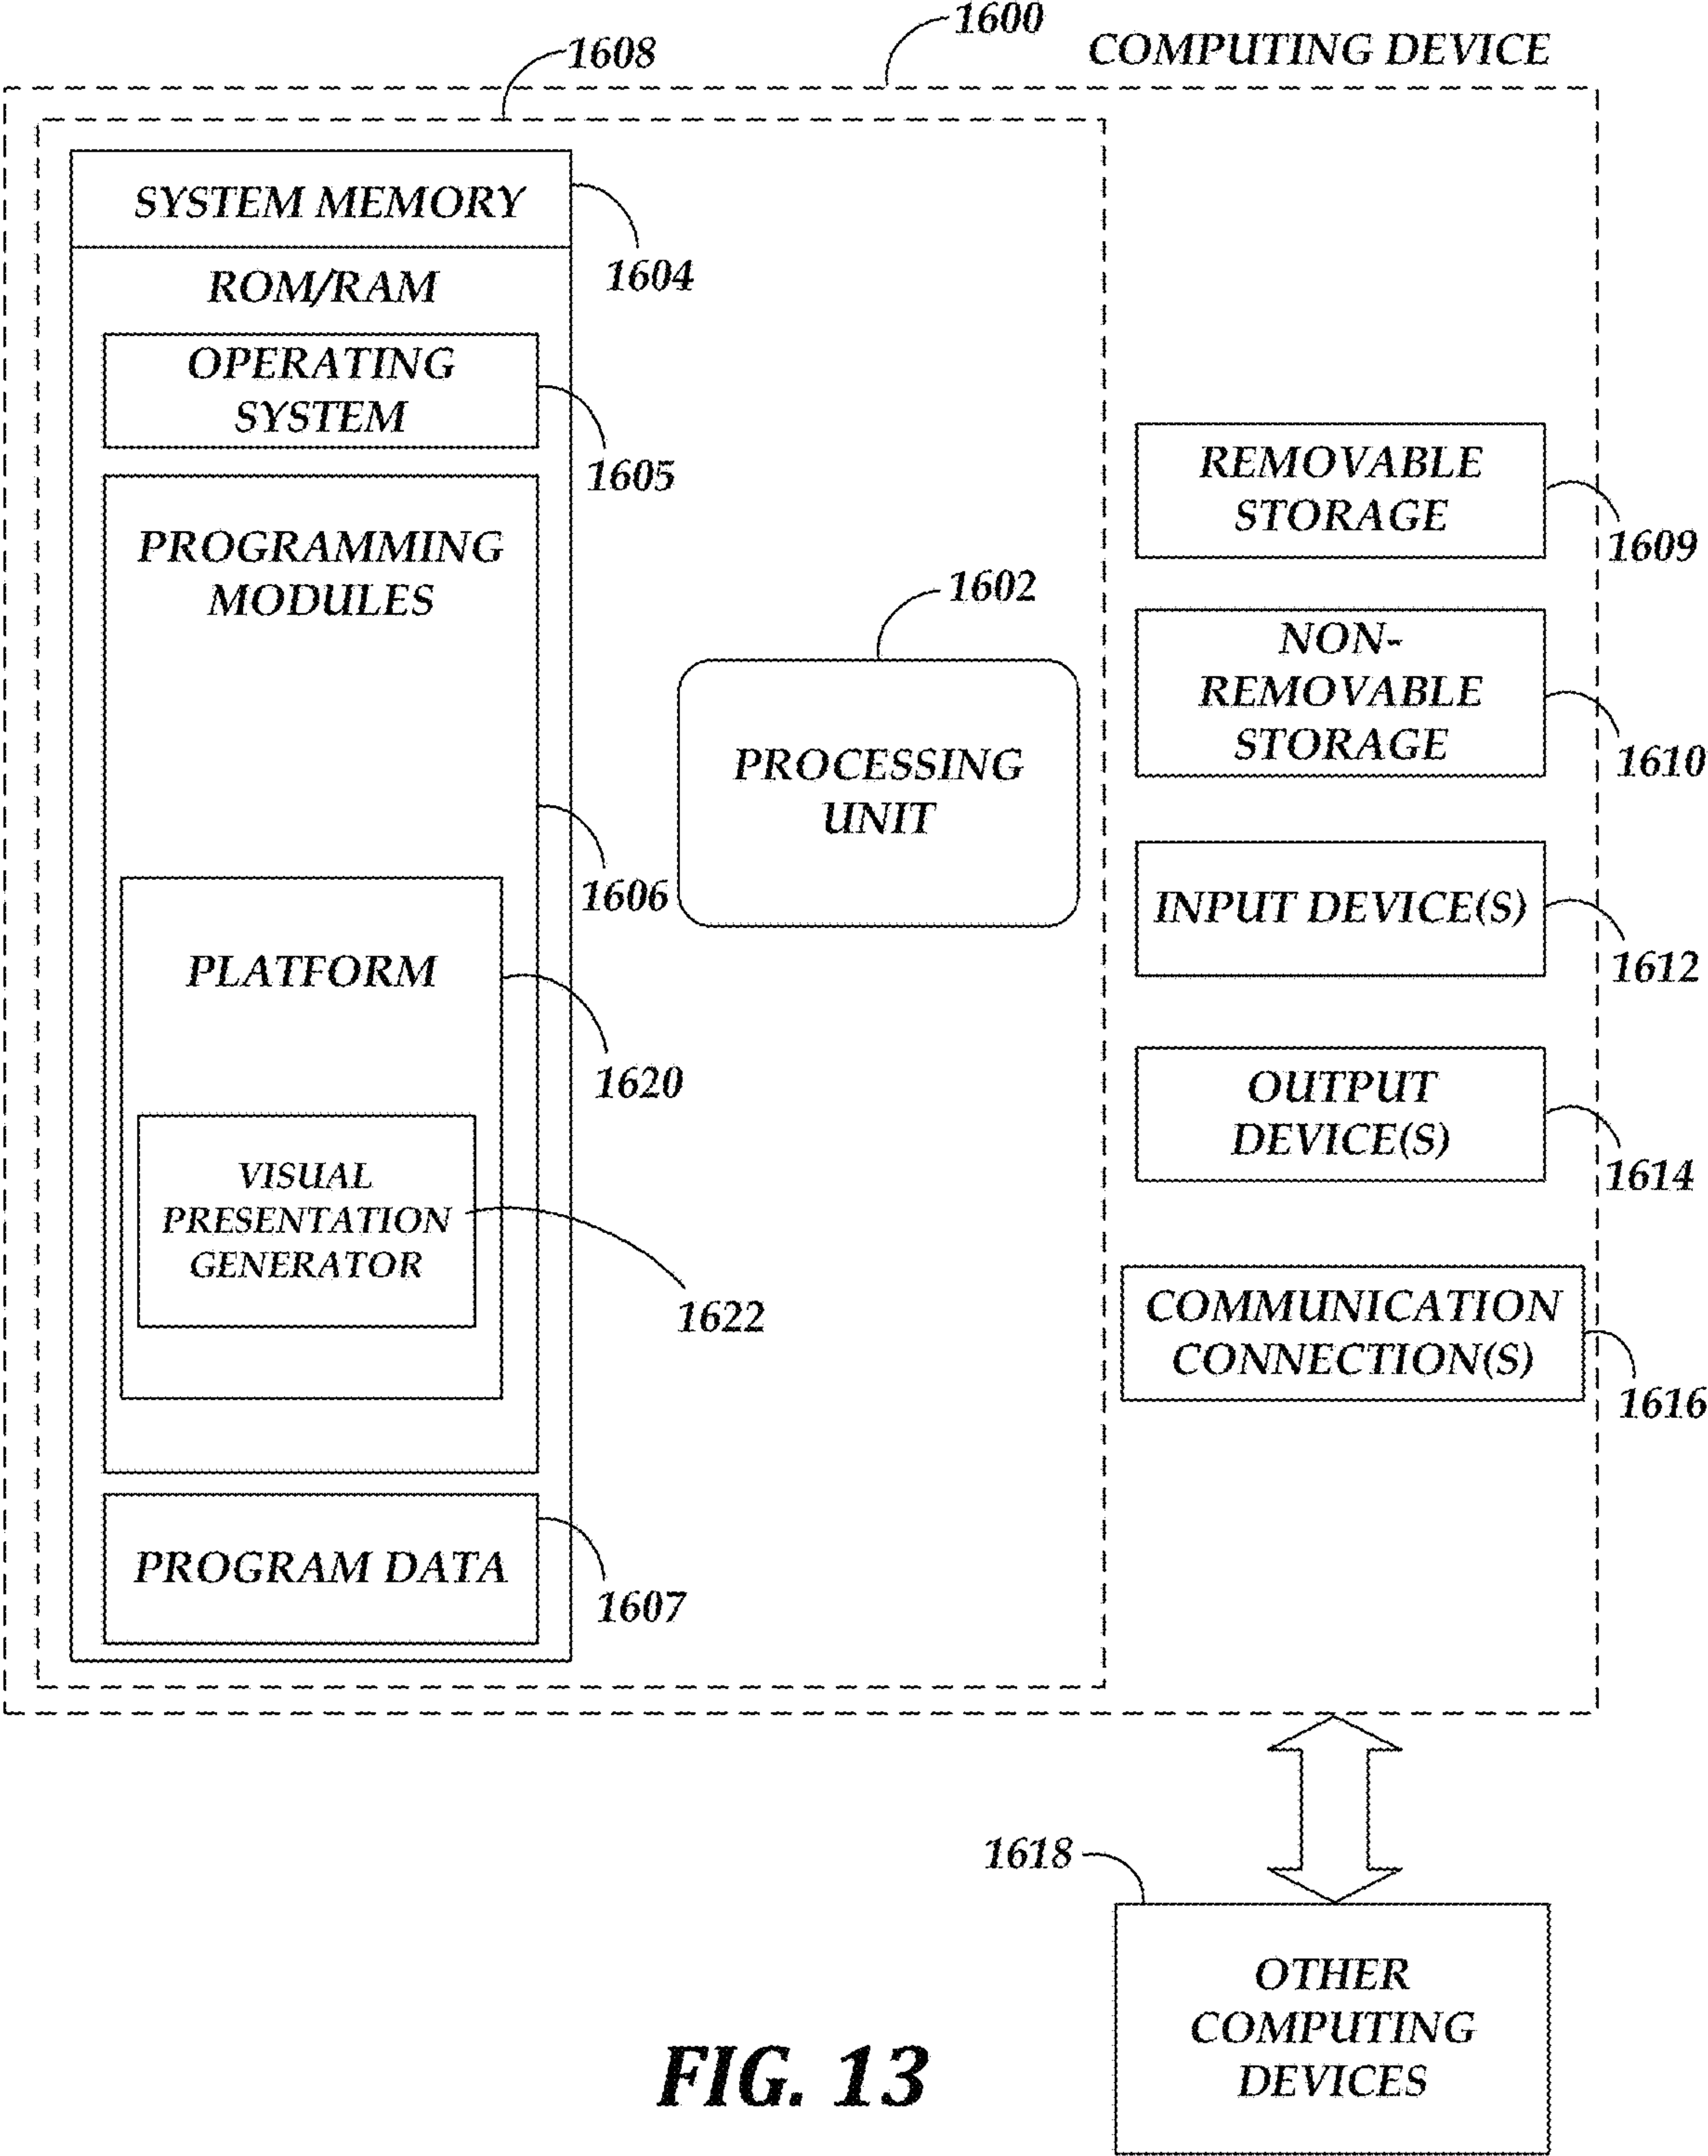 1600
COMPUTING DEVICE
1608
SYSTEM MEMORY
1604
ROM/RAM
OPERATING
SYSTEM
1605
PROGRAMMING
MODULES
1606
PLATFORM
1620
VISUAL
PRESENTATION
GENERATOR
1622
PROGRAM DATA
1607
1602
PROCESSING
UNIT
REMOVABLE
STORAGE
1609
NON-
REMOVABLE
STORAGE
1610
INPUT DEVICE(S)
1612
OUTPUT
DEVICE(S)
1614
COMMUNICATION
CONNECTION(S)
1616
1618
OTHER
COMPUTING
DEVICES
FIG. 13